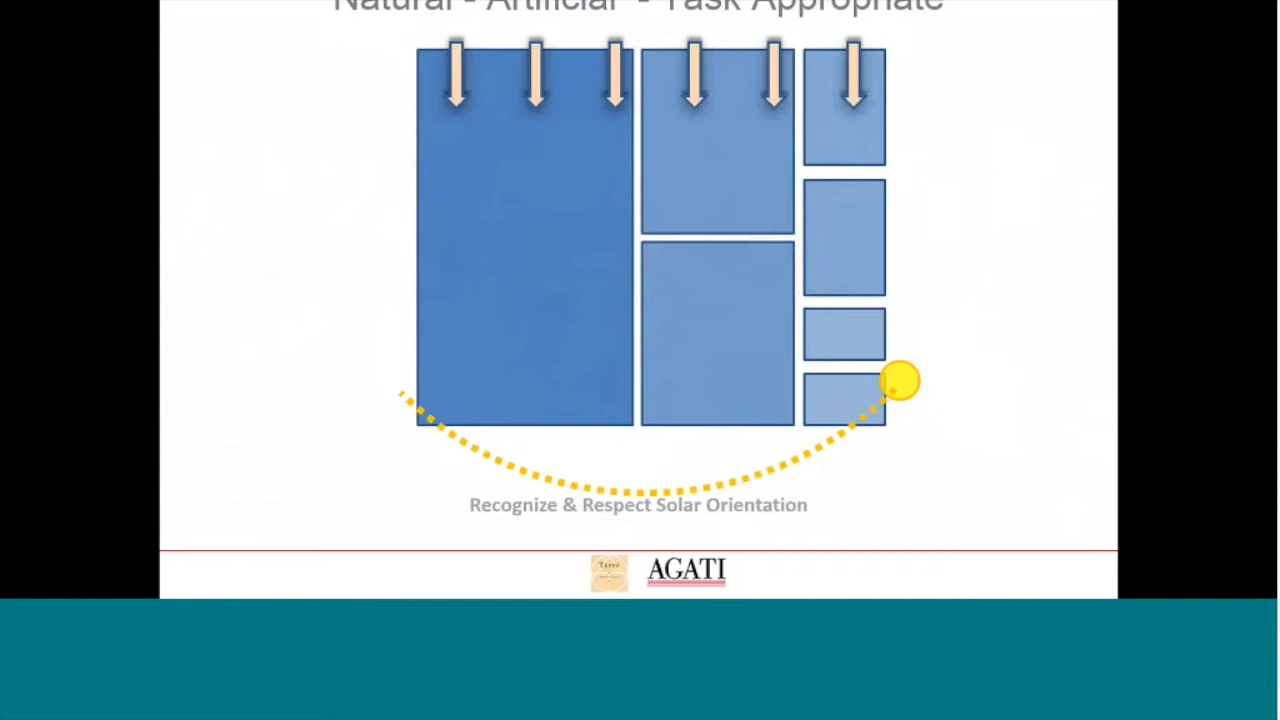 Natural - Artificial - Task Appropriate
Recognize & Respect Solar Orientation
AGATI